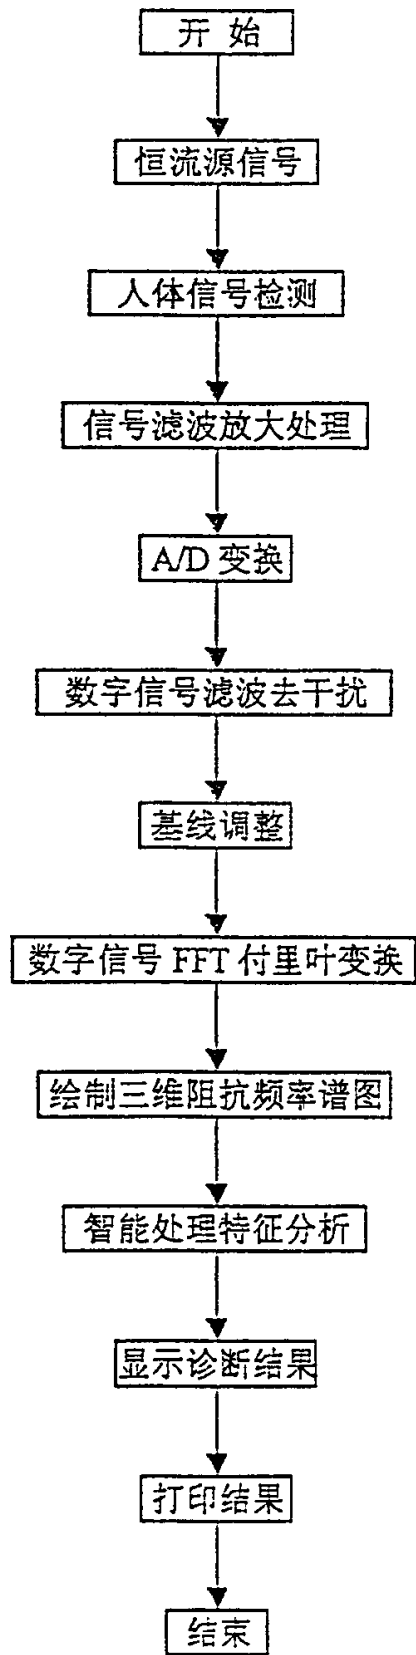 开 始
恒流源信号
人体信号检测
信号滤波放大处理
A/D 变换
数字信号滤波去干扰
基线调整
数字信号 FFT 付里叶变换
绘制三维阻抗频率谱图
智能处理特征分析
显示诊断结果
打印结果
结束